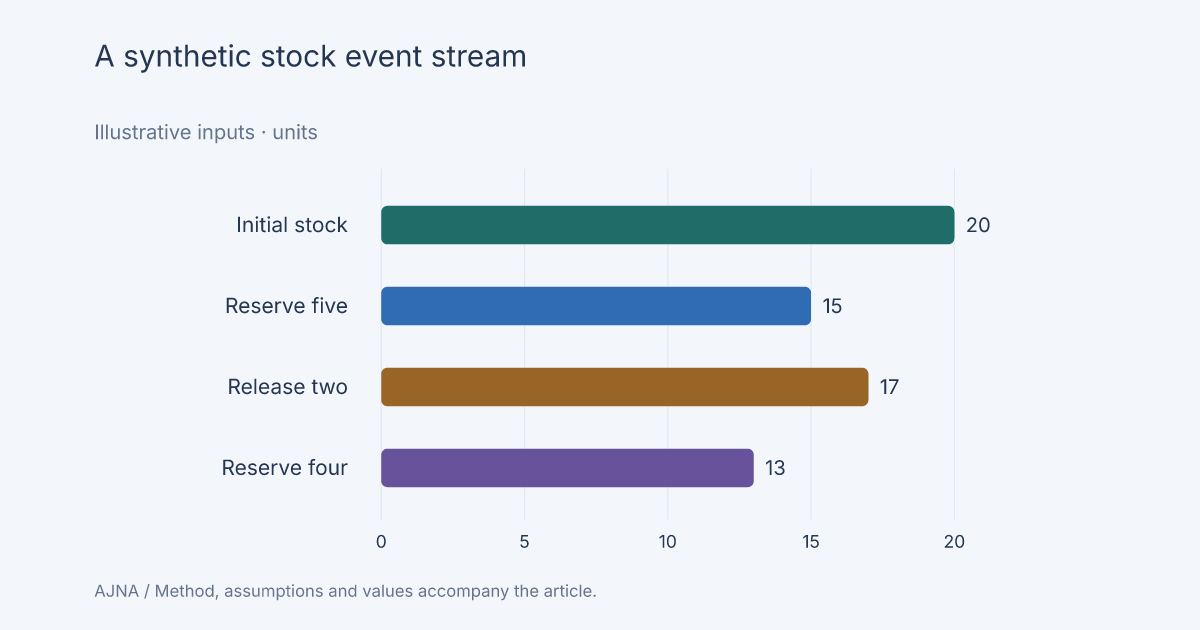 A synthetic stock event stream
Illustrative inputs · units
Initial stock 20
Reserve five 15
Release two 17
Reserve four 13
0 5 10 15 20
AJNA / Method, assumptions and values accompany the article.